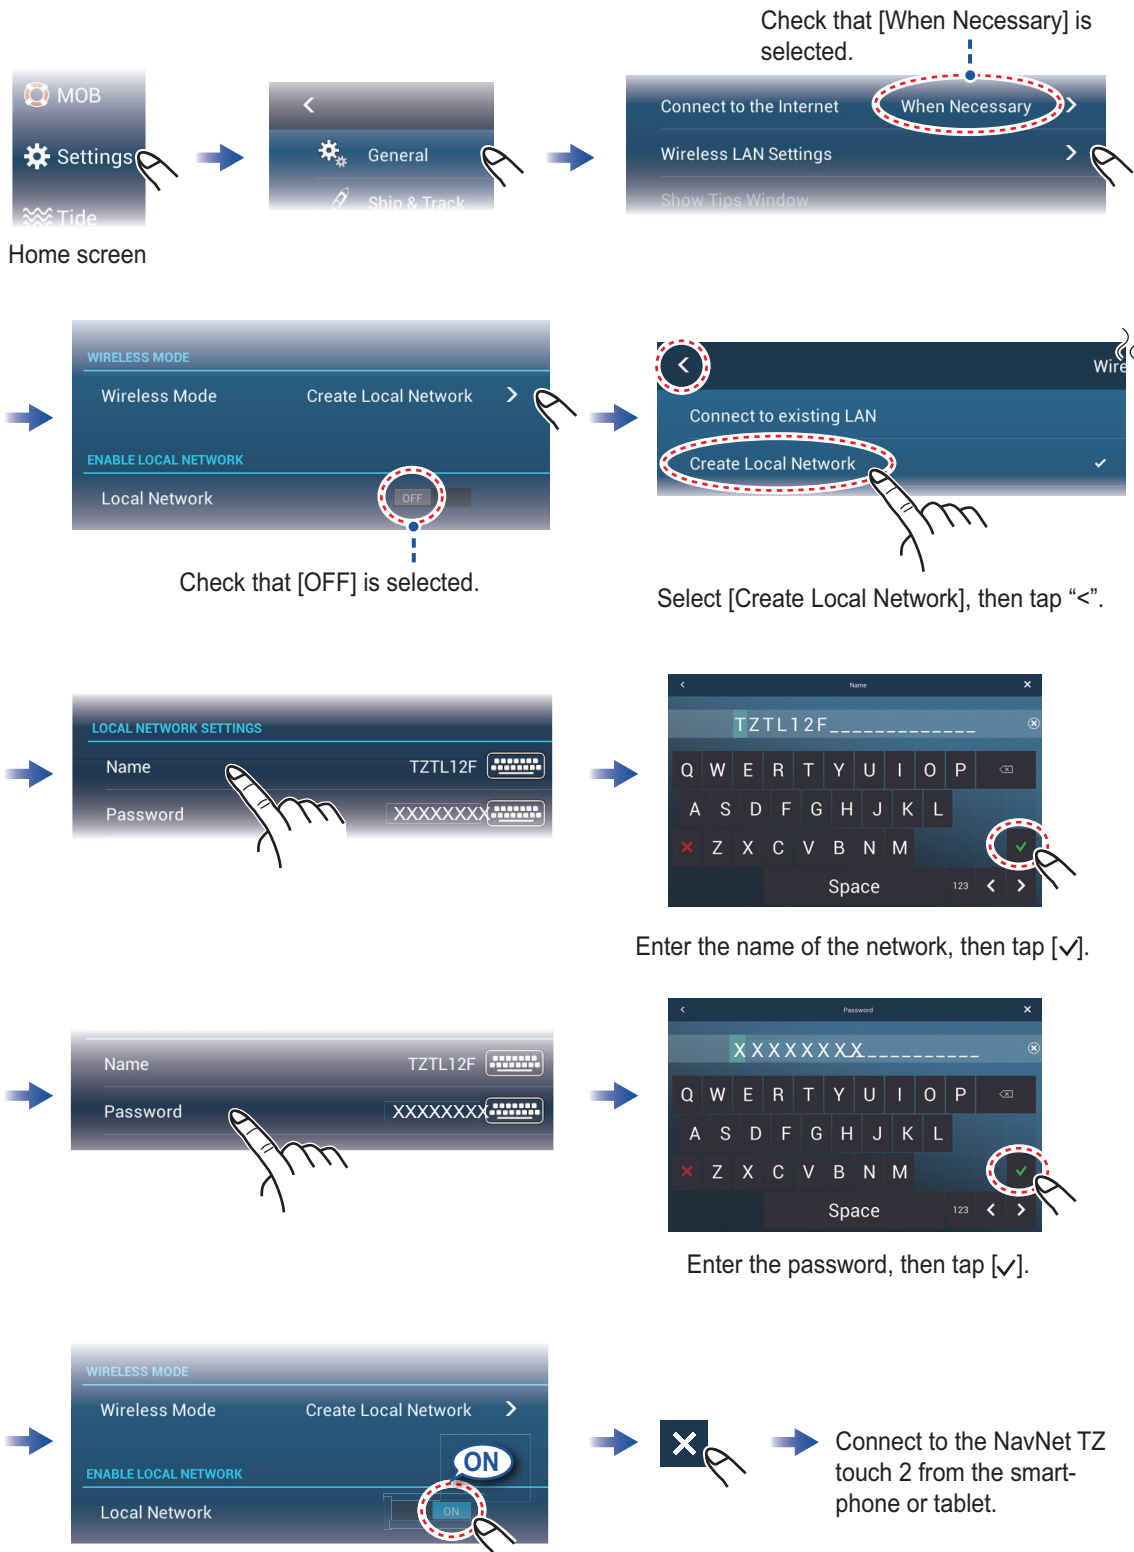 Check that [When Necessary] is
selected.
MOB
Settings
Tide
Home screen
<
General
Ship & Track
Connect to the Internet When Necessary >
Wireless LAN Settings >
Show Tips Window
WIRELESS MODE
Wireless Mode Create Local Network >
ENABLE LOCAL NETWORK
Local Network OFF
Check that [OFF] is selected.
< Wire
Connect to existing LAN
Create Local Network ✓
Select [Create Local Network], then tap “<”.
LOCAL NETWORK SETTINGS
Name TZTL12F
Password XXXXXXXX
< Name ×
TZTL12F_____________
Q W E R T Y U I O P
A S D F G H J K L
× Z X C V B N M ✓
Space 123 < >
Enter the name of the network, then tap [✓].
Name TZTL12F
Password XXXXXXXX
< Password ×
XXXXXXXX____________
Q W E R T Y U I O P
A S D F G H J K L
× Z X C V B N M ✓
Space 123 < >
Enter the password, then tap [✓].
WIRELESS MODE
Wireless Mode Create Local Network >
ENABLE LOCAL NETWORK
ON
Local Network ON
×
Connect to the NavNet TZ
touch 2 from the smart-
phone or tablet.